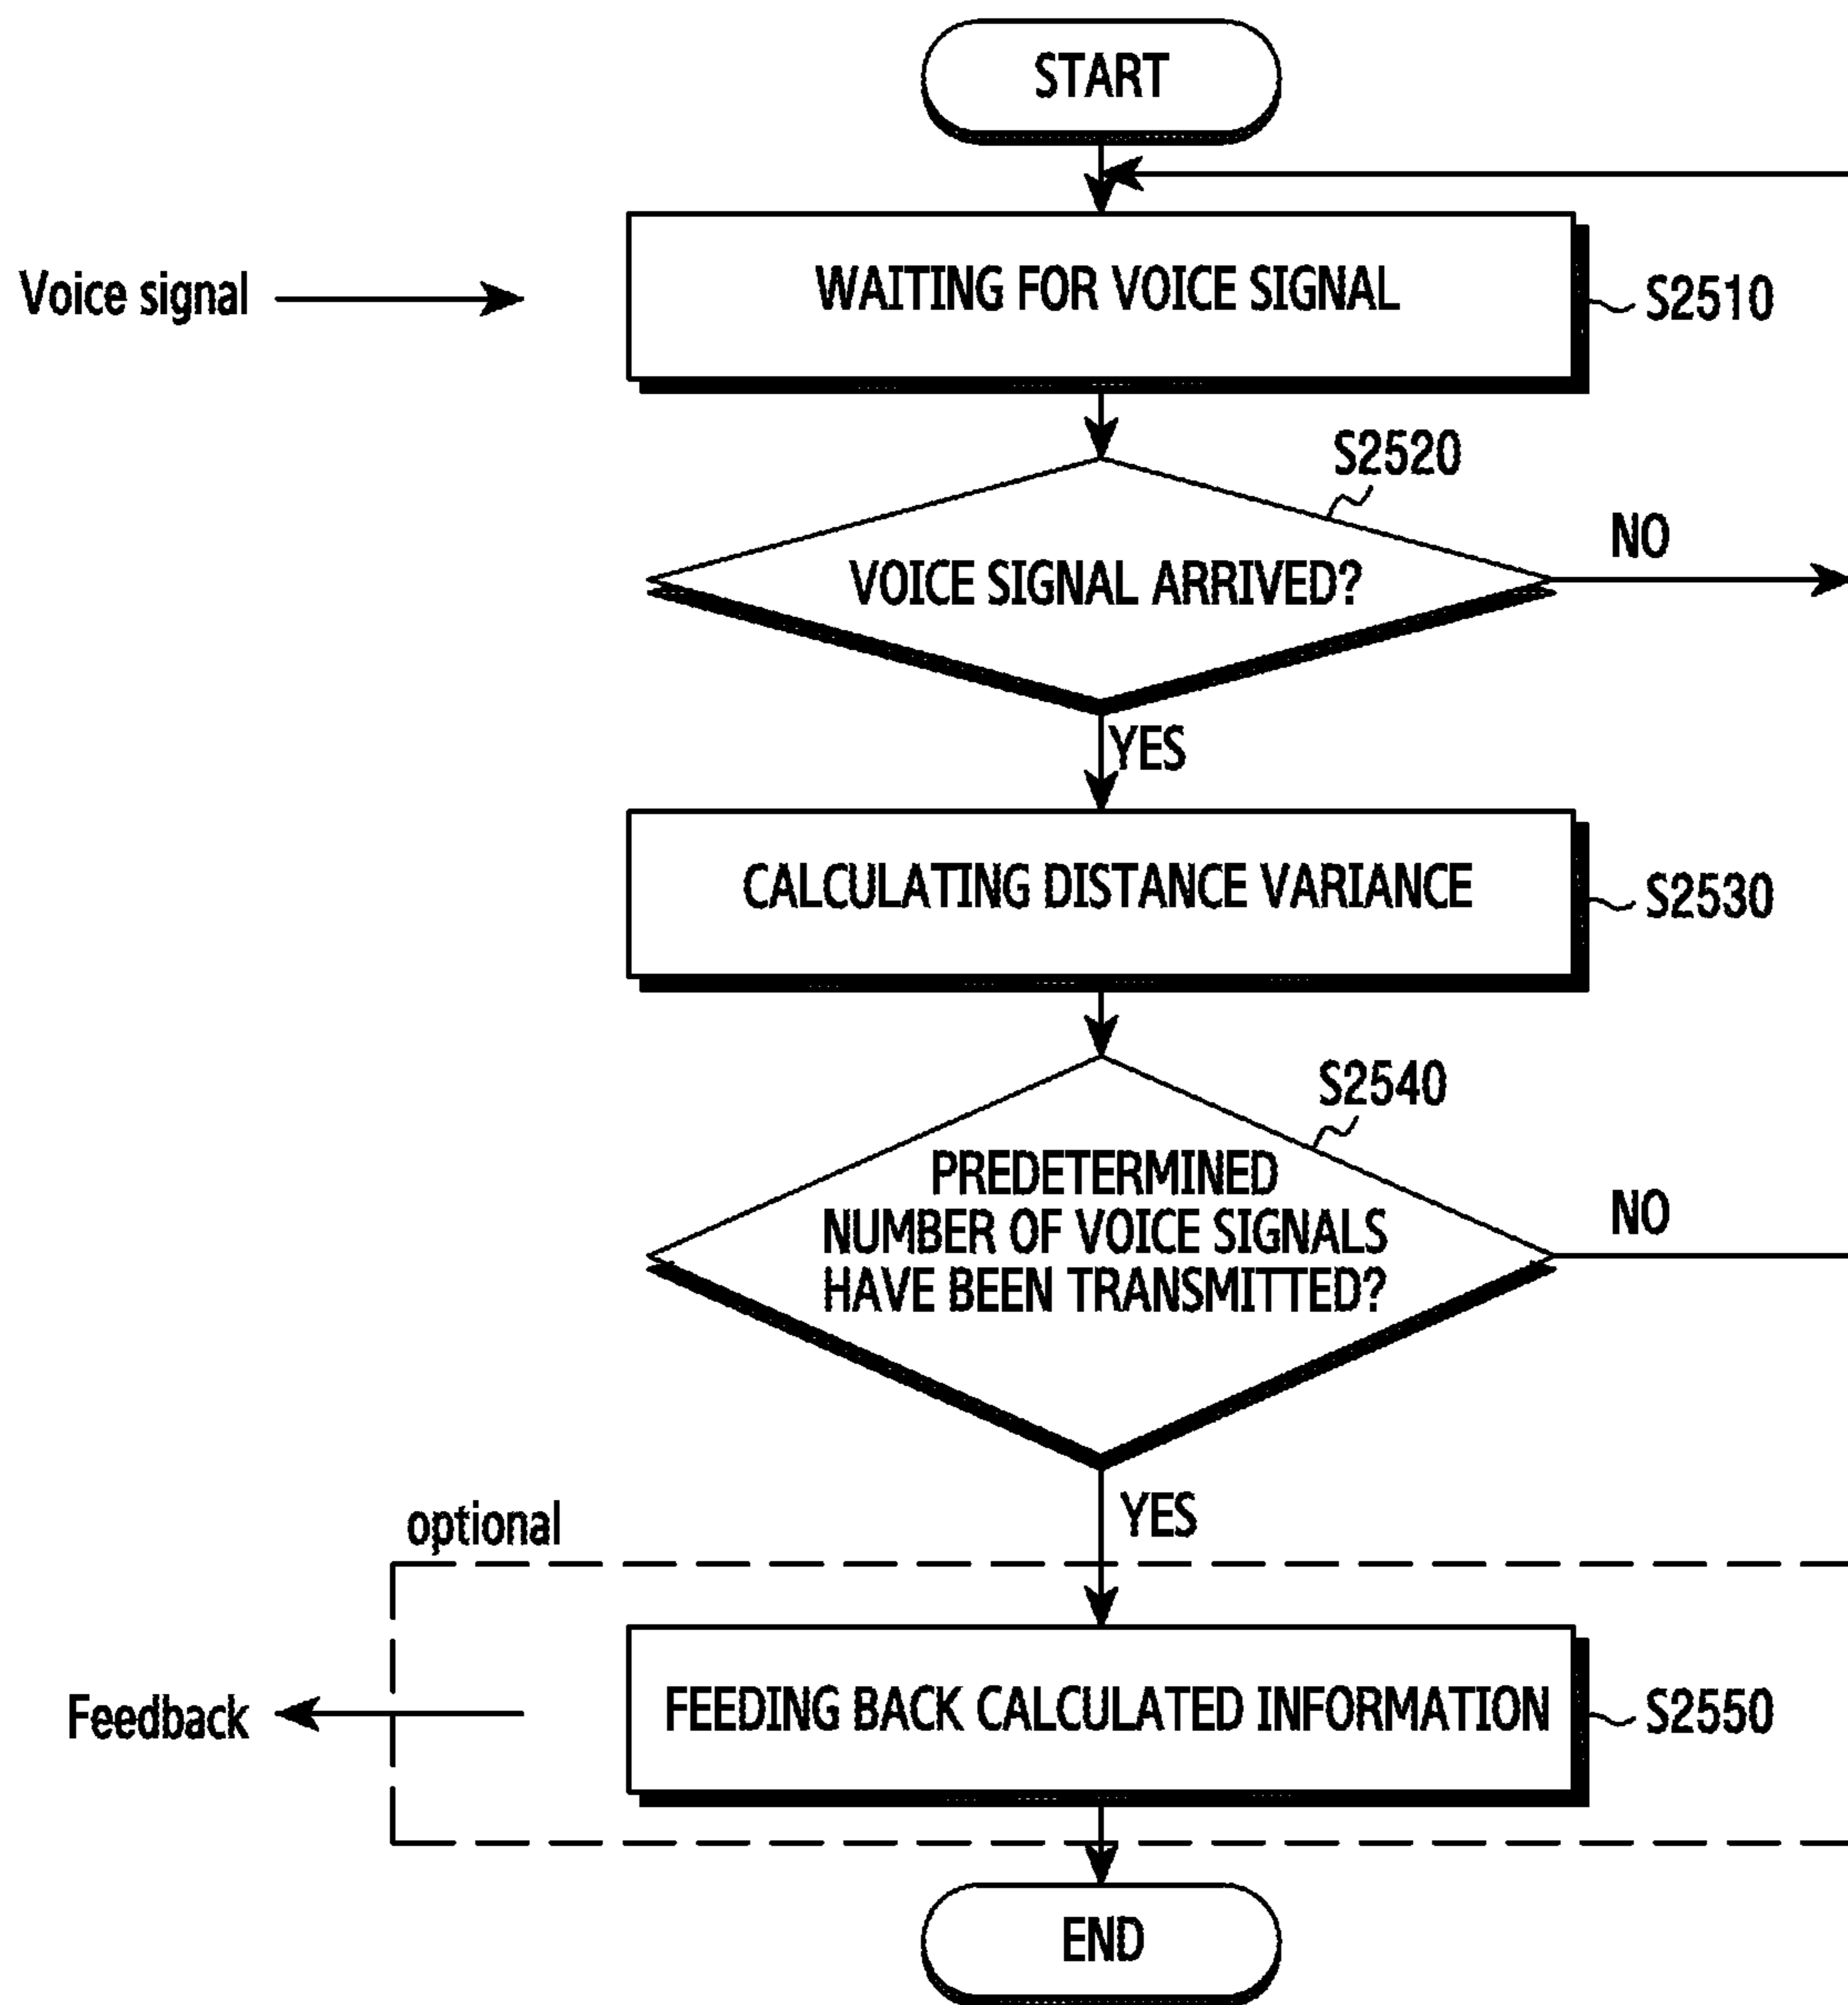 START
Voice signal
WAITING FOR VOICE SIGNAL
S2510
S2520
VOICE SIGNAL ARRIVED?
NO
YES
CALCULATING DISTANCE VARIANCE
S2530
S2540
PREDETERMINED
NUMBER OF VOICE SIGNALS
HAVE BEEN TRANSMITTED?
NO
YES
optional
Feedback
FEEDING BACK CALCULATED INFORMATION
S2550
END